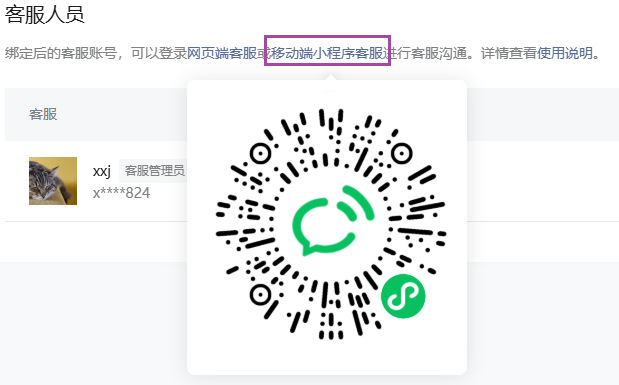 客服人员
绑定后的客服账号，可以登录网页端客服或移动端小程序客服进行客服沟通。详情查看使用说明。
客服
xxj 客服管理员
x****824